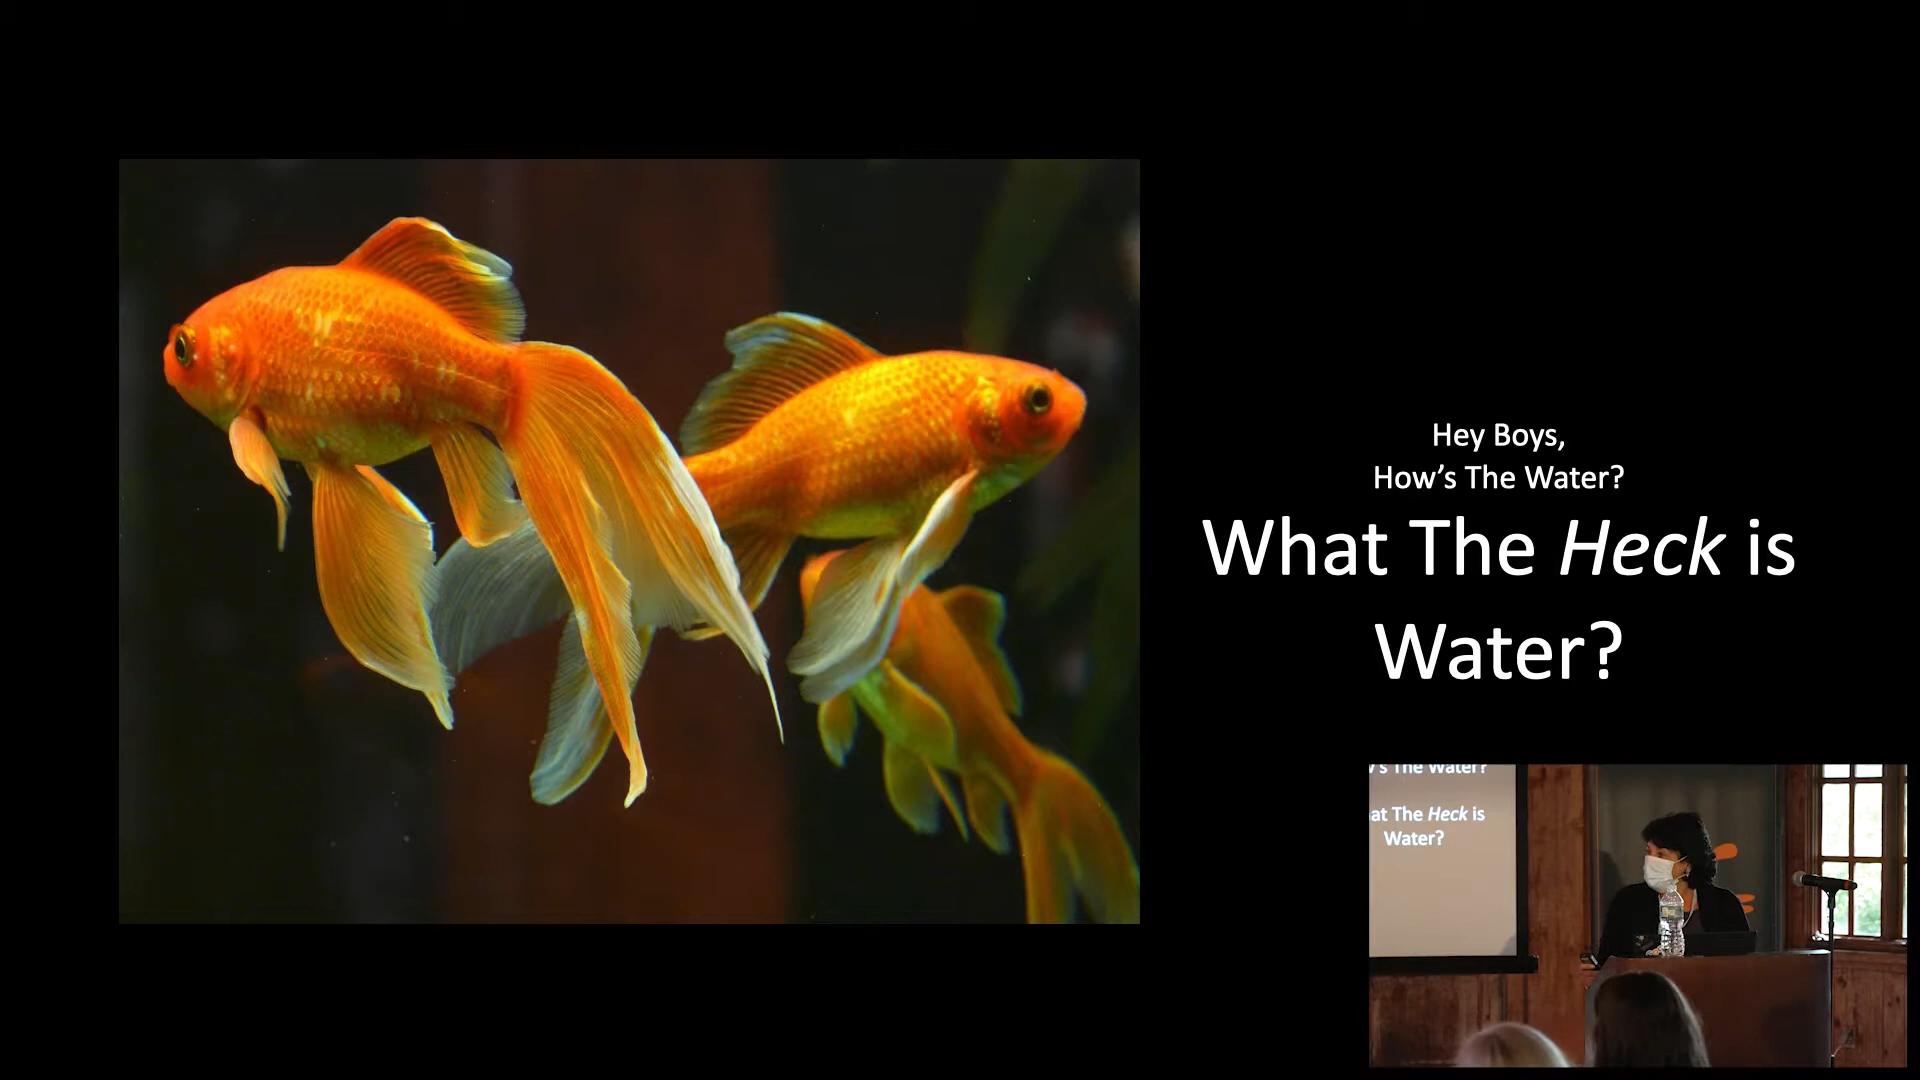 Hey Boys,
How’s The Water?
What The Heck is
Water?
's The Water?
at The Heck is
Water?